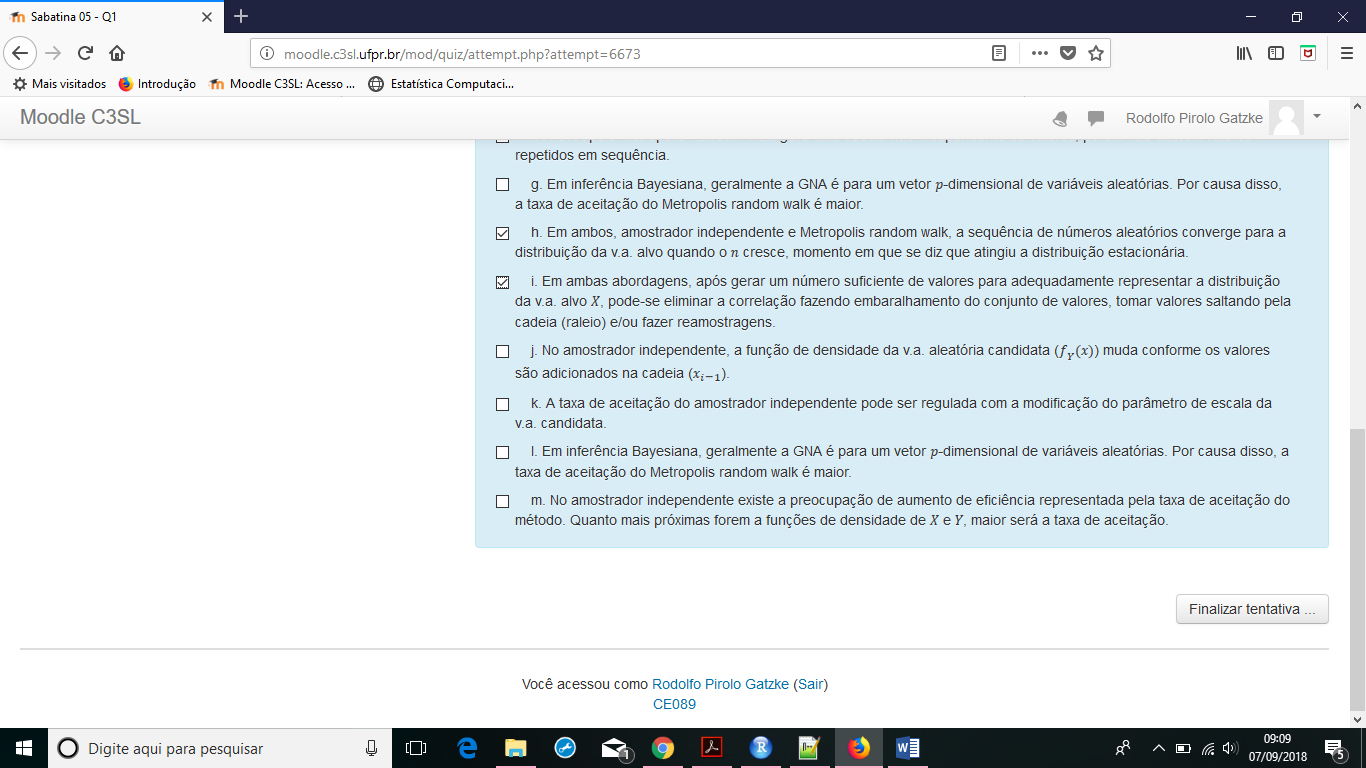 Sabatina 05 - Q1
moodle.c3sl.ufpr.br/mod/quiz/attempt.php?attempt=6673
Mais visitados Introdução Moodle C3SL: Acesso ... Estatística Computaci...
Moodle C3SL Rodolfo Pirolo Gatzke
repetidos em sequência.
g. Em inferência Bayesiana, geralmente a GNA é para um vetor p-dimensional de variáveis aleatórias. Por causa disso,
a taxa de aceitação do Metropolis random walk é maior.
h. Em ambos, amostrador independente e Metropolis random walk, a sequência de números aleatórios converge para a
distribuição da v.a. alvo quando o n cresce, momento em que se diz que atingiu a distribuição estacionária.
i. Em ambas abordagens, após gerar um número suficiente de valores para adequadamente representar a distribuição
da v.a. alvo X, pode-se eliminar a correlação fazendo embaralhamento do conjunto de valores, tomar valores saltando pela
cadeia (raleio) e/ou fazer reamostragens.
j. No amostrador independente, a função de densidade da v.a. aleatória candidata (f_Y(x)) muda conforme os valores
são adicionados na cadeia (x_{i−1}).
k. A taxa de aceitação do amostrador independente pode ser regulada com a modificação do parâmetro de escala da
v.a. candidata.
l. Em inferência Bayesiana, geralmente a GNA é para um vetor p-dimensional de variáveis aleatórias. Por causa disso, a
taxa de aceitação do Metropolis random walk é maior.
m. No amostrador independente existe a preocupação de aumento de eficiência representada pela taxa de aceitação do
método. Quanto mais próximas forem a funções de densidade de X e Y, maior será a taxa de aceitação.
Finalizar tentativa ...
Você acessou como Rodolfo Pirolo Gatzke (Sair)
CE089
Digite aqui para pesquisar
1
09:09
07/09/2018
5